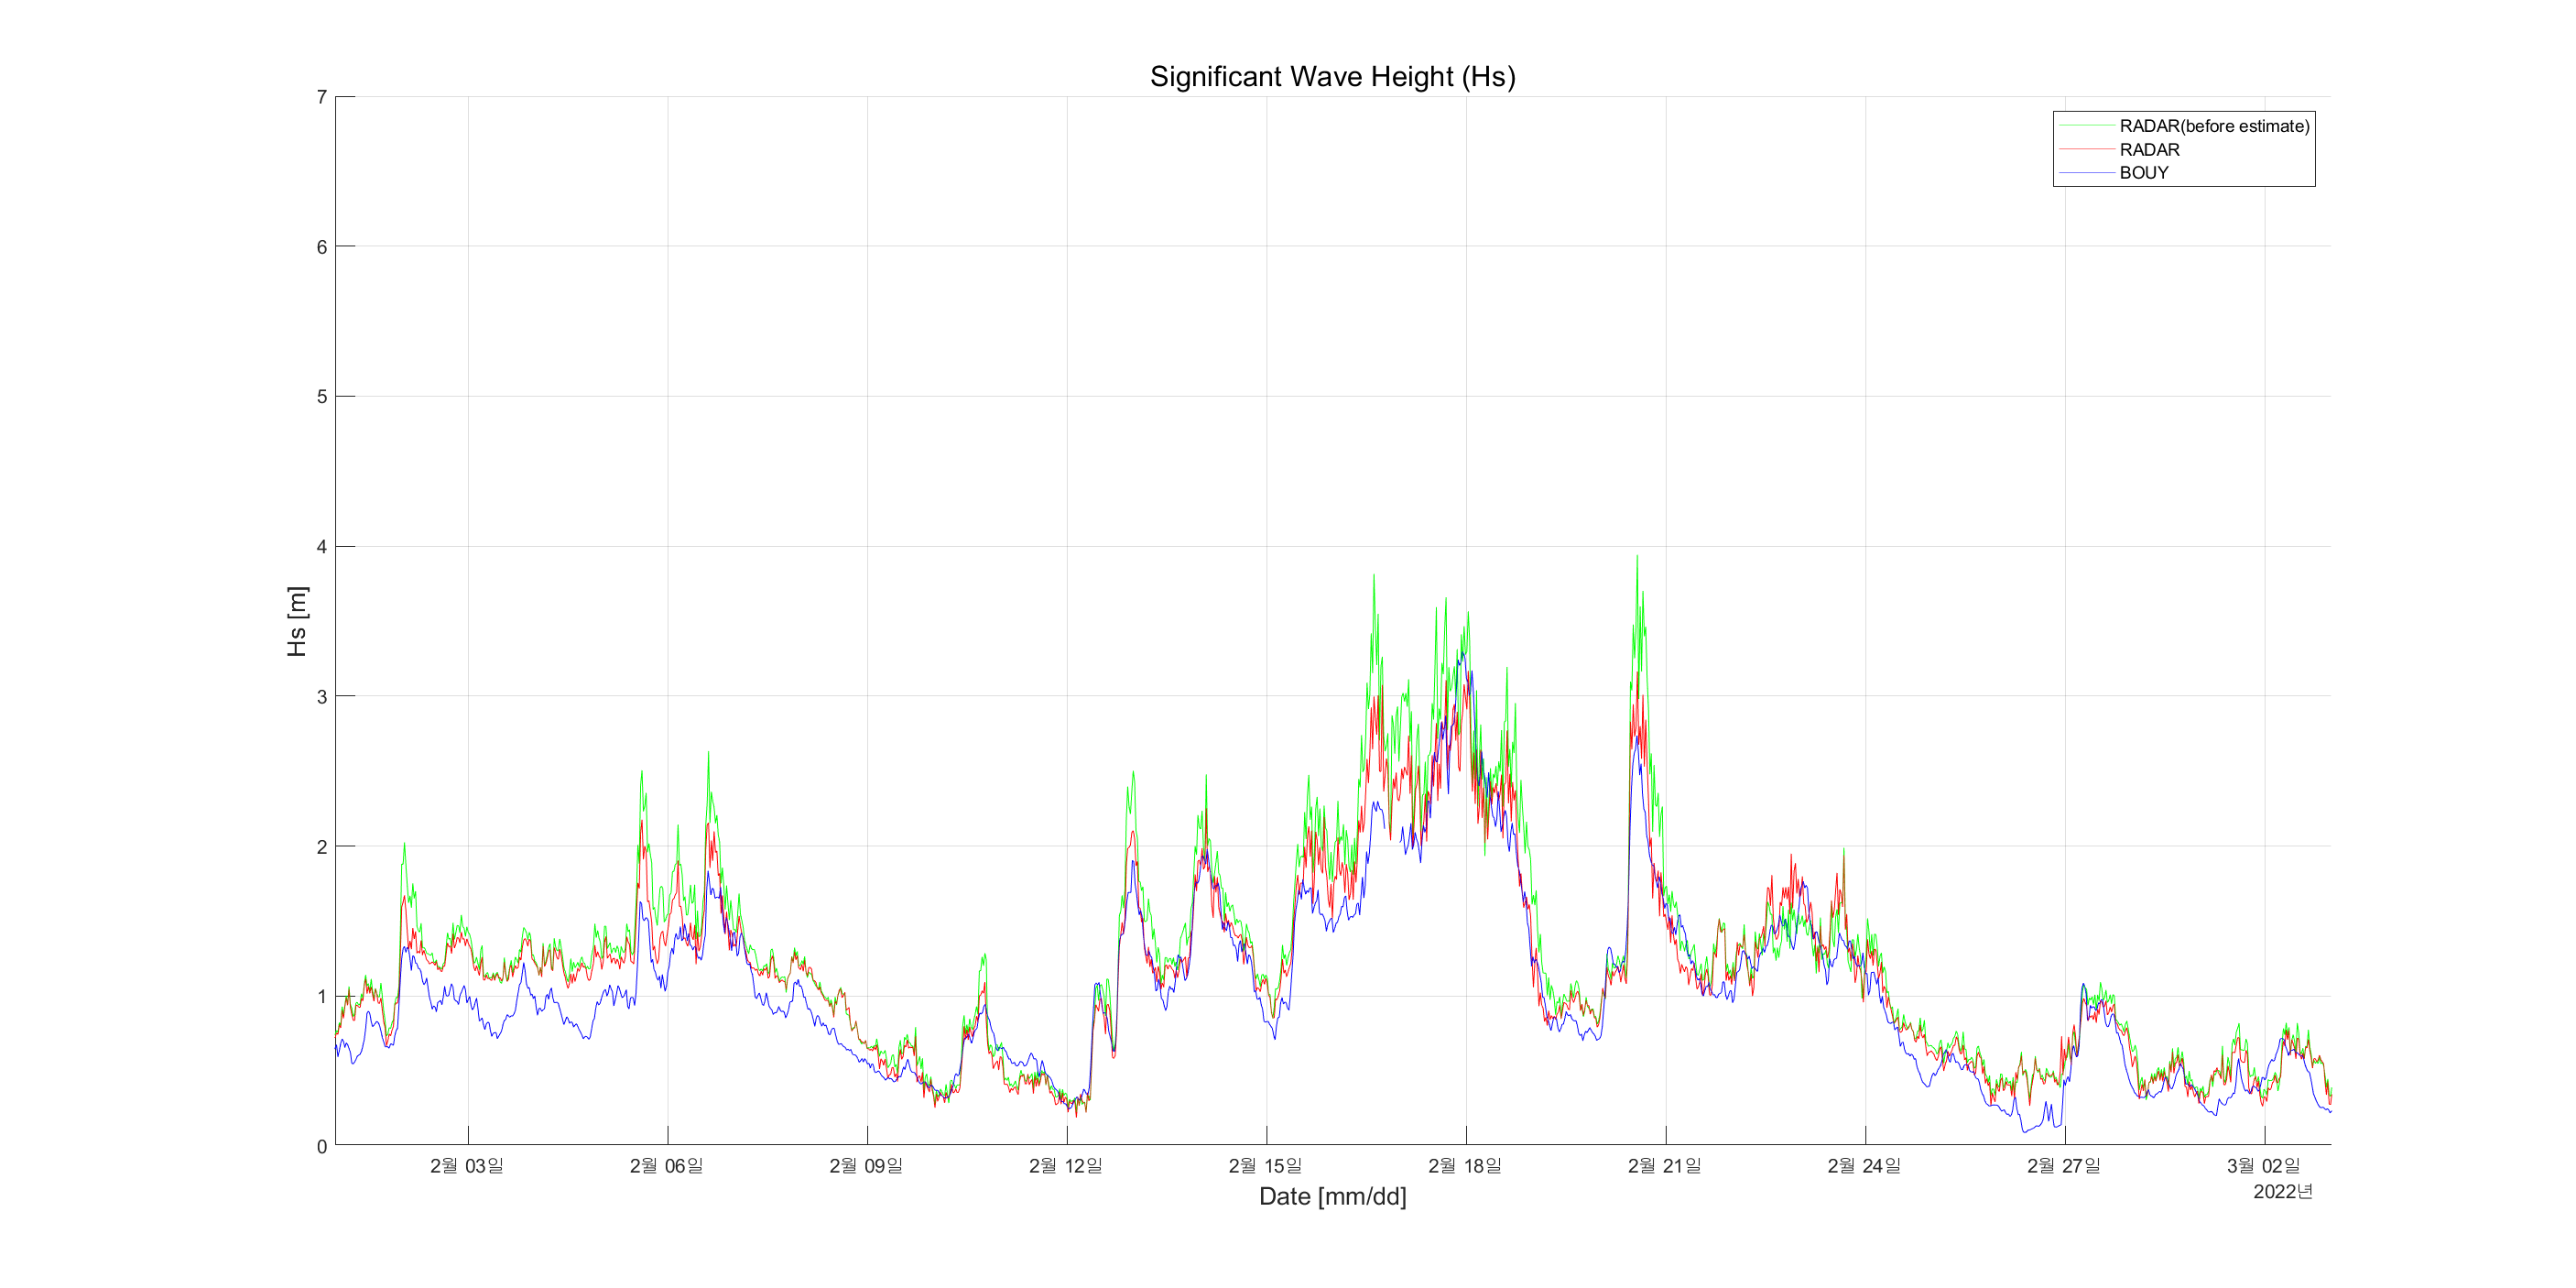 Significant Wave Height (Hs)
RADAR(before estimate)
RADAR
BOUY
7
6
5
4
3
2
1
0
Hs [m]
2월 03일 2월 06일 2월 09일 2월 12일 2월 15일 2월 18일 2월 21일 2월 24일 2월 27일 3월 02일
2022년
Date [mm/dd]